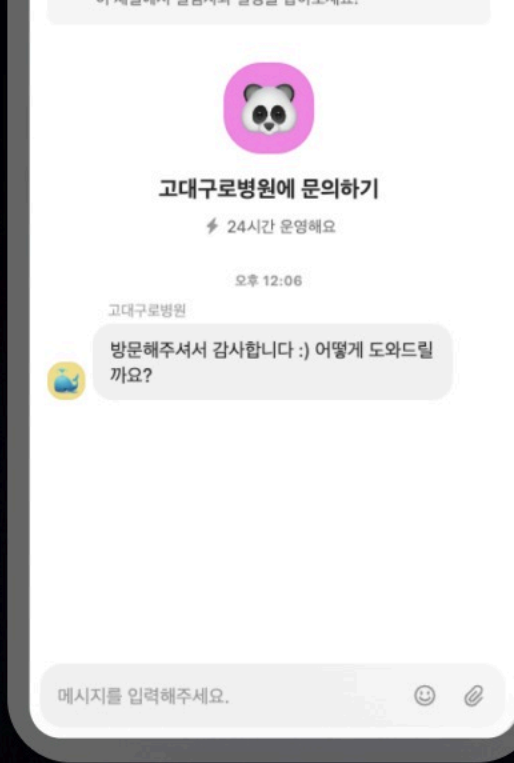 고대구로병원에 문의하기
24시간 운영해요
오후 12:06
고대구로병원
방문해주셔서 감사합니다 :) 어떻게 도와드릴
까요?
메시지를 입력해주세요.